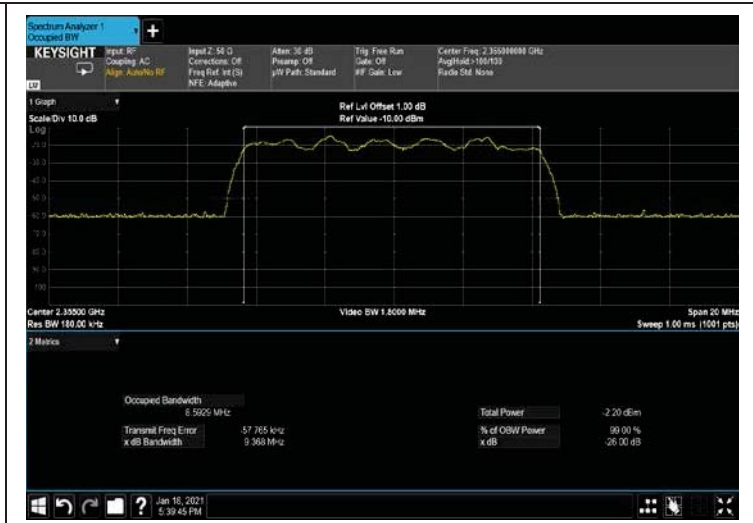 Spectrum Analyzer 1
Occupied BW
+
KEYSIGHT
Input: RF
Coupling: AC
Align: Auto/No RF
Input Z: 50 Ω
Corrections: Off
Freq Ref: Int (S)
NFE: Adaptive
Atten: 30 dB
Preamp: Off
µW Path: Standard
Trig: Free Run
Gate: Off
#IF Gain: Low
Center Freq: 2.355000000 GHz
Avg|Hold:>100/100
Radio Std: None
1 Graph
Scale/Div 10.0 dB
Ref Lvl Offset 1.00 dB
Ref Value -10.00 dBm
Log
Center 2.35500 GHz
Res BW 180.00 kHz
Video BW 1.8000 MHz
Span 20 MHz
Sweep 1.00 ms (1001 pts)
2 Metrics
Occupied Bandwidth
Total Power
-2.20 dBm
Transmit Freq Error
-57.765 kHz
% of OBW Power
99.00 %
x dB Bandwidth
9.368 MHz
x dB
-26.00 dB
Jan 18, 2021
5:39:45 PM